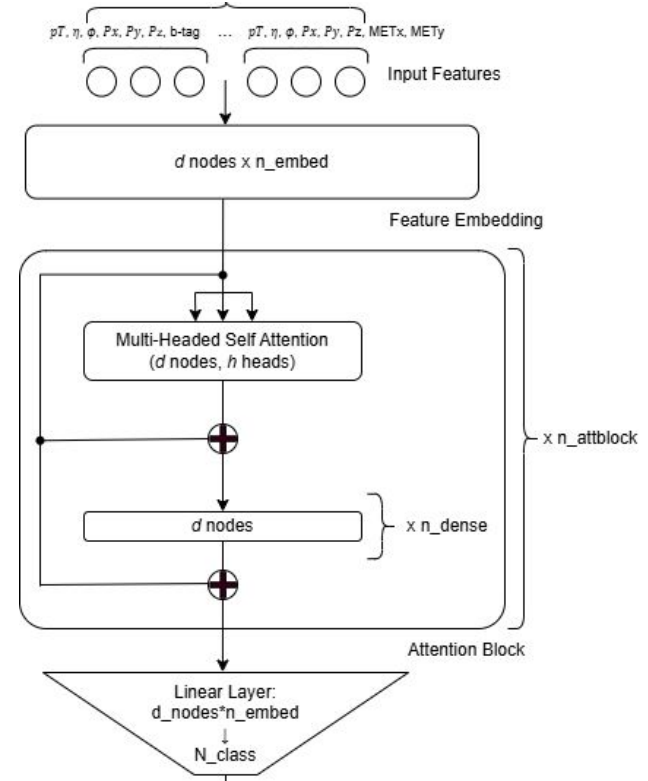 pT, η, φ, Px, Py, Pz, b-tag ... pT, η, φ, Px, Py, Pz, METx, METy
Input Features
d nodes x n_embed
Feature Embedding
Multi-Headed Self Attention
(d nodes, h heads)
x n_attblock
d nodes
x n_dense
Attention Block
Linear Layer:
d_nodes*n_embed
↓
N_class